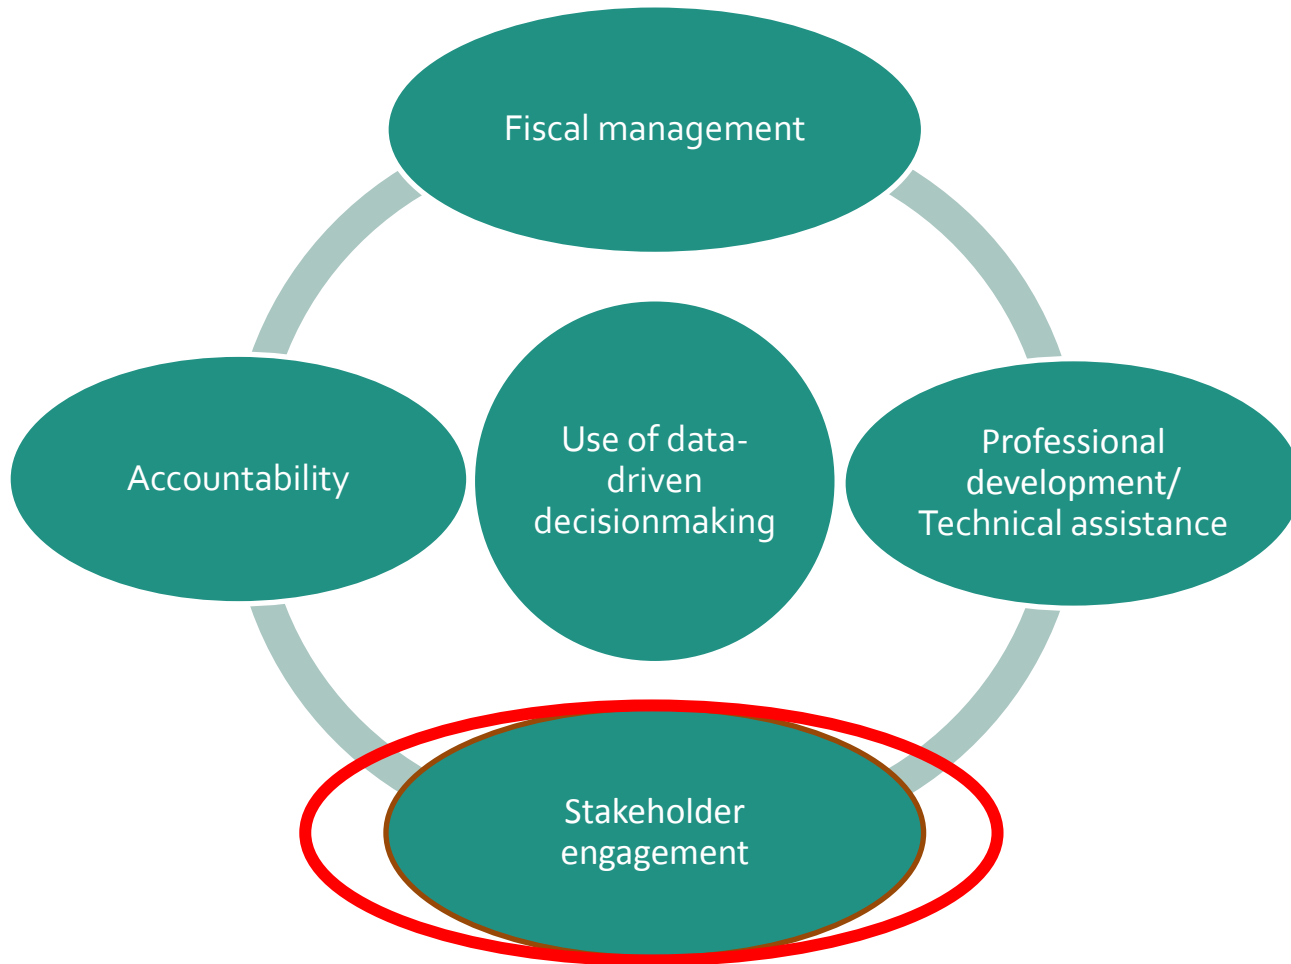 Fiscal management
Accountability
Use of data-
driven
decisionmaking
Professional
development/
Technical assistance
Stakeholder
engagement